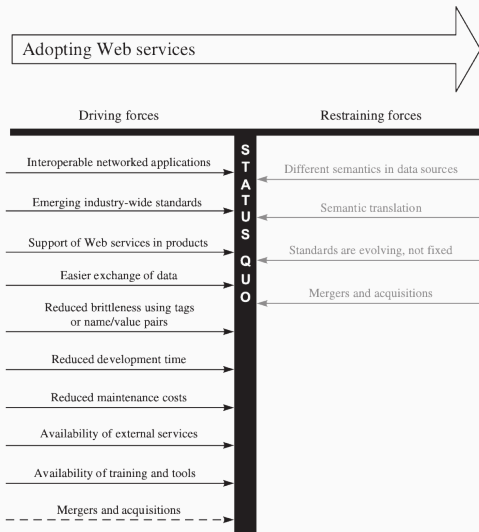 Adopting Web services
Driving forces
Restraining forces
STATUS QUO
Interoperable networked applications
Emerging industry-wide standards
Support of Web services in products
Easier exchange of data
Reduced brittleness using tags
or name/value pairs
Reduced development time
Reduced maintenance costs
Availability of external services
Availability of training and tools
Mergers and acquisitions
Different semantics in data sources
Semantic translation
Standards are evolving, not fixed
Mergers and acquisitions